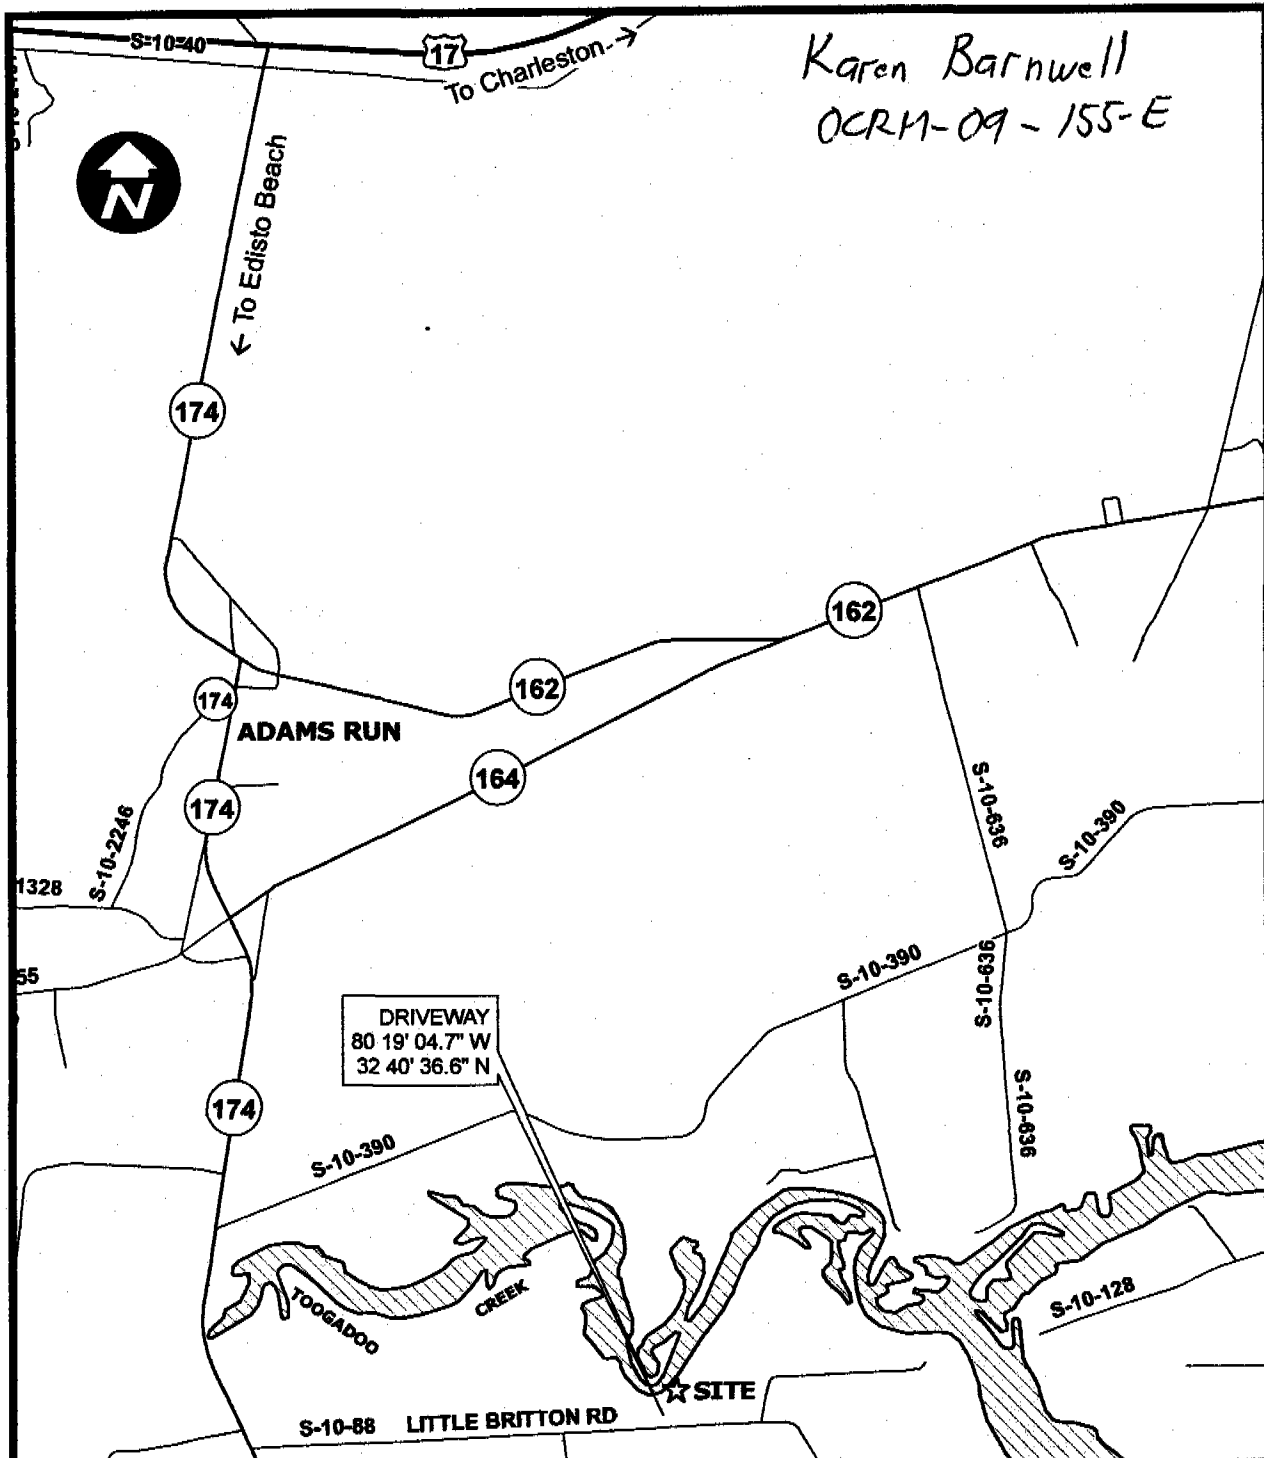 S-10-40
17
To Charleston →
Karen Barnwell
OCRM-09-155-E
N
← To Edisto Beach
174
162
162
174
ADAMS RUN
164
174
S-10-2246
S-10-636
S-10-390
1328
55
S-10-390
S-10-636
DRIVEWAY
80 19' 04.7" W
32 40' 36.6" N
174
S-10-390
S-10-636
TOOGADOO
CREEK
S-10-128
☆ SITE
S-10-88 LITTLE BRITTON RD